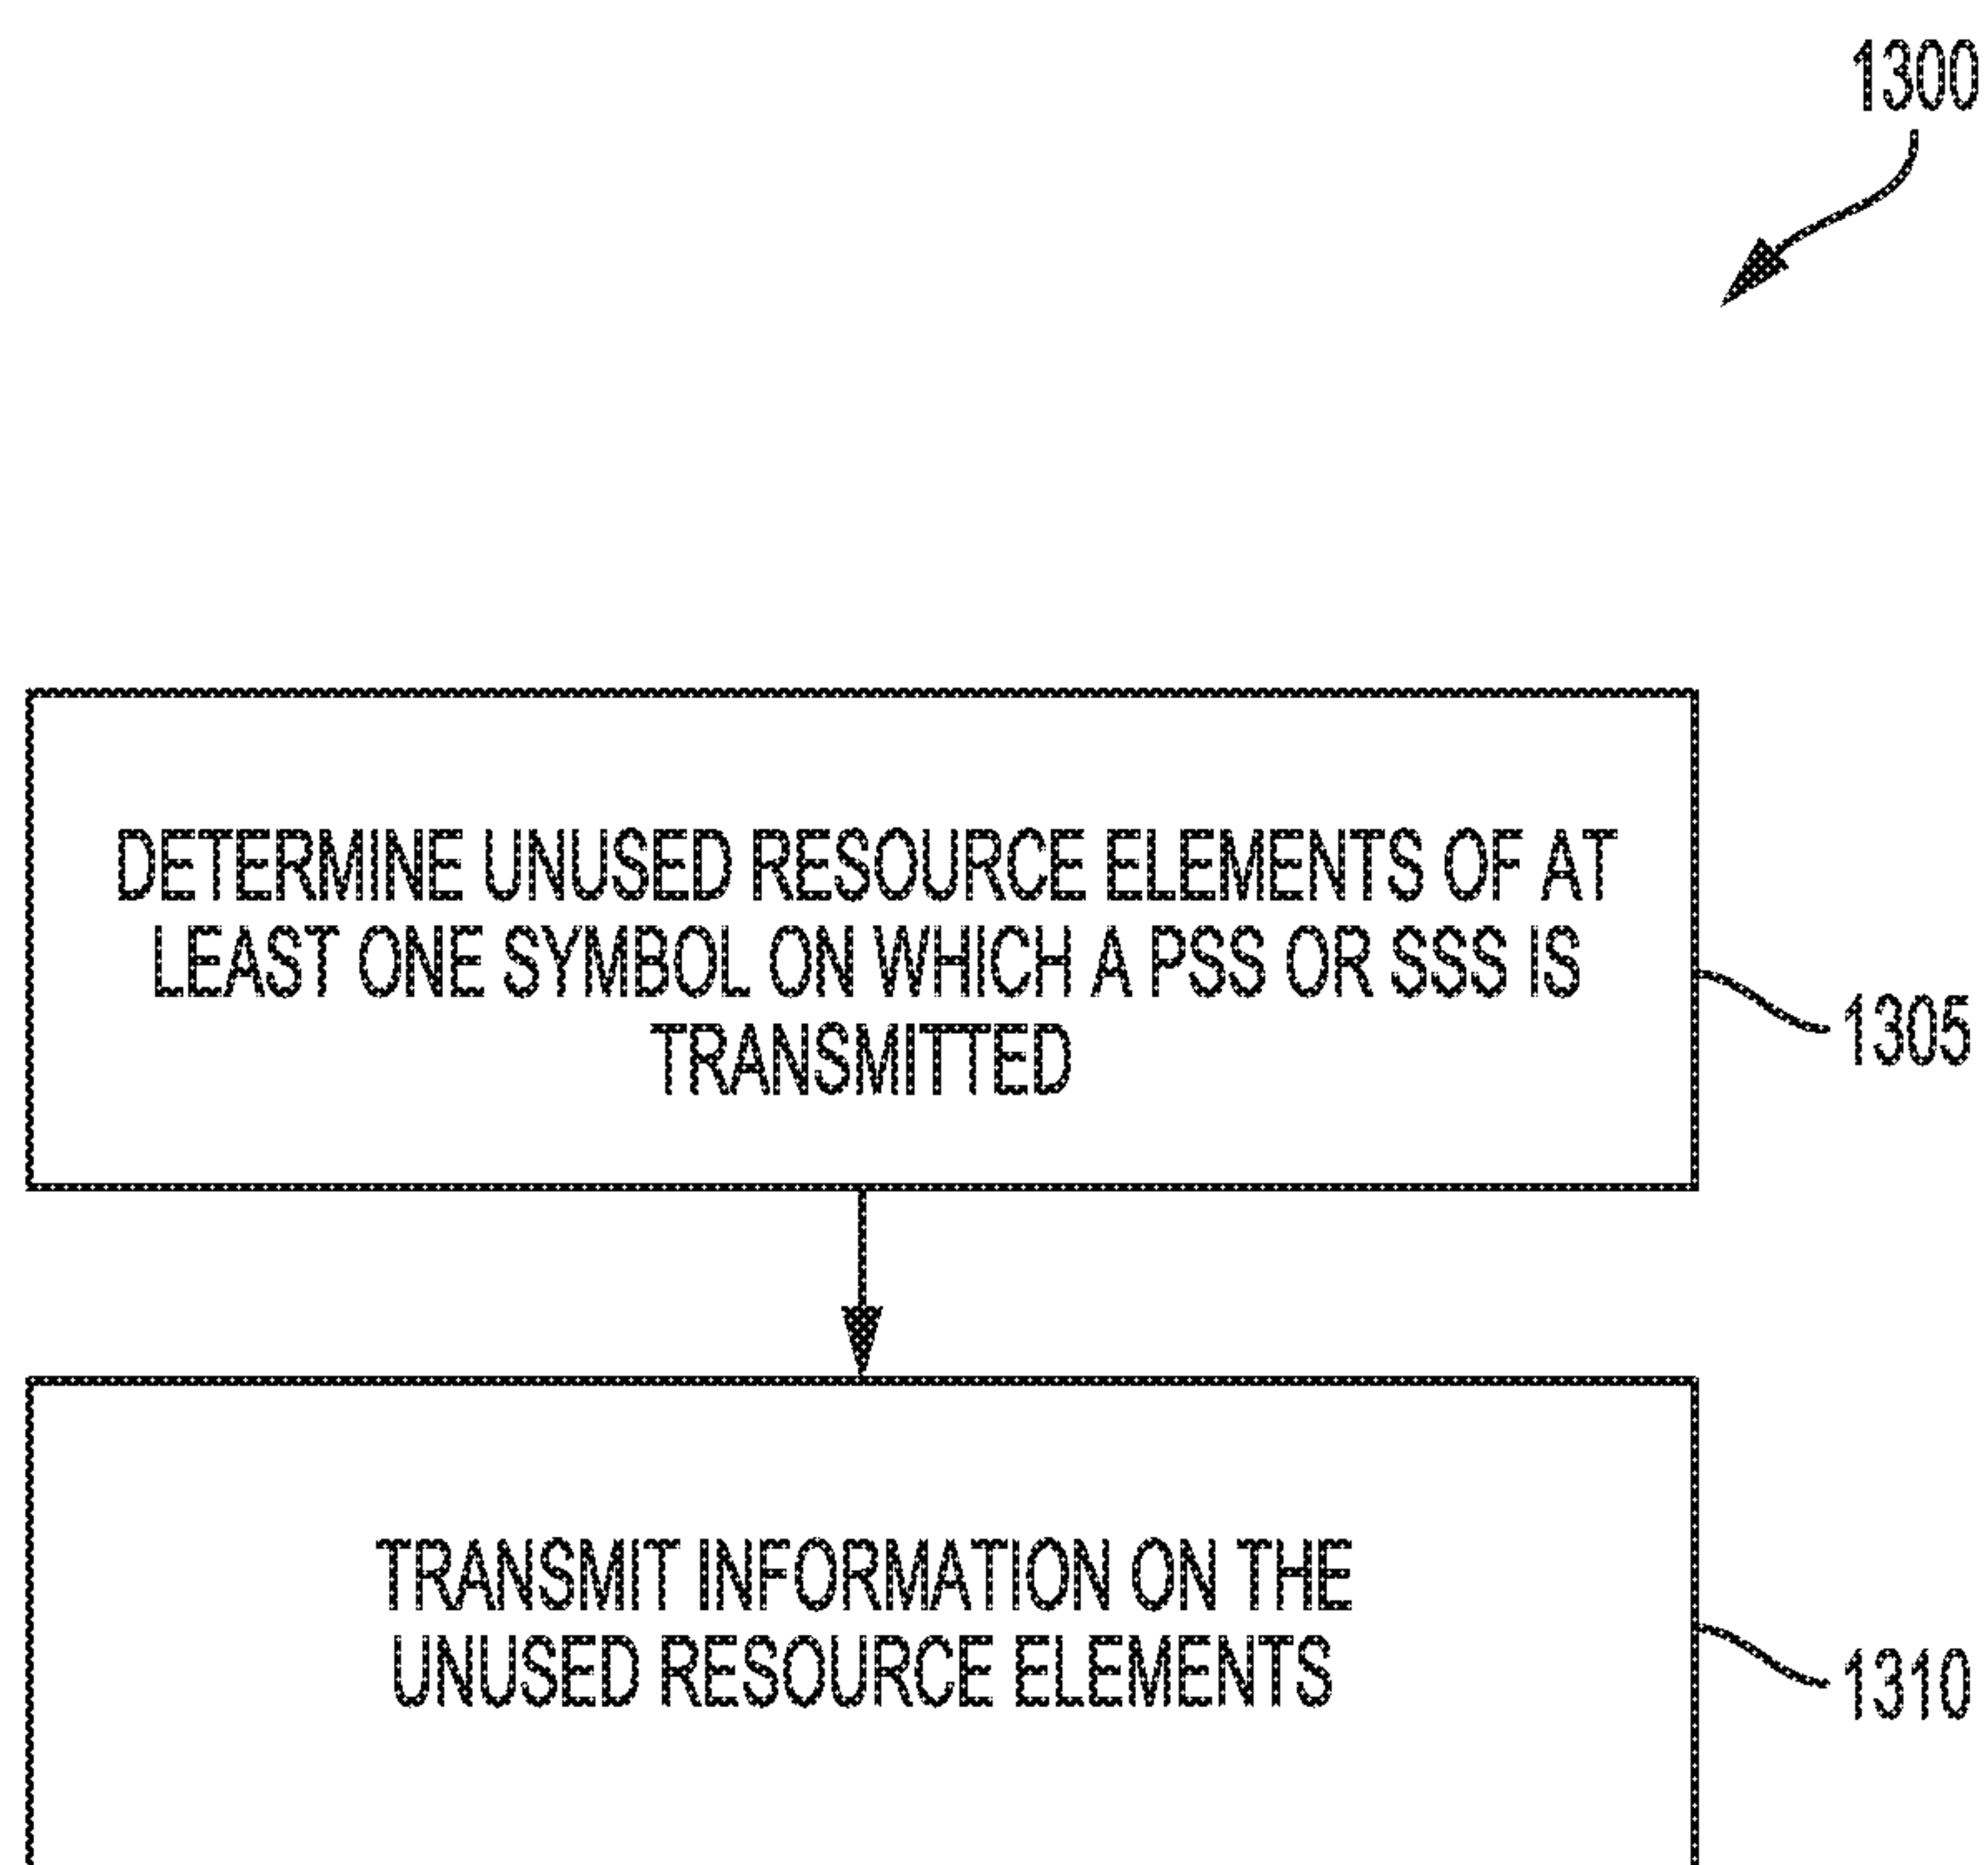 1300
DETERMINE UNUSED RESOURCE ELEMENTS OF AT
LEAST ONE SYMBOL ON WHICH A PSS OR SSS IS
TRANSMITTED
1305
TRANSMIT INFORMATION ON THE
UNUSED RESOURCE ELEMENTS
1310